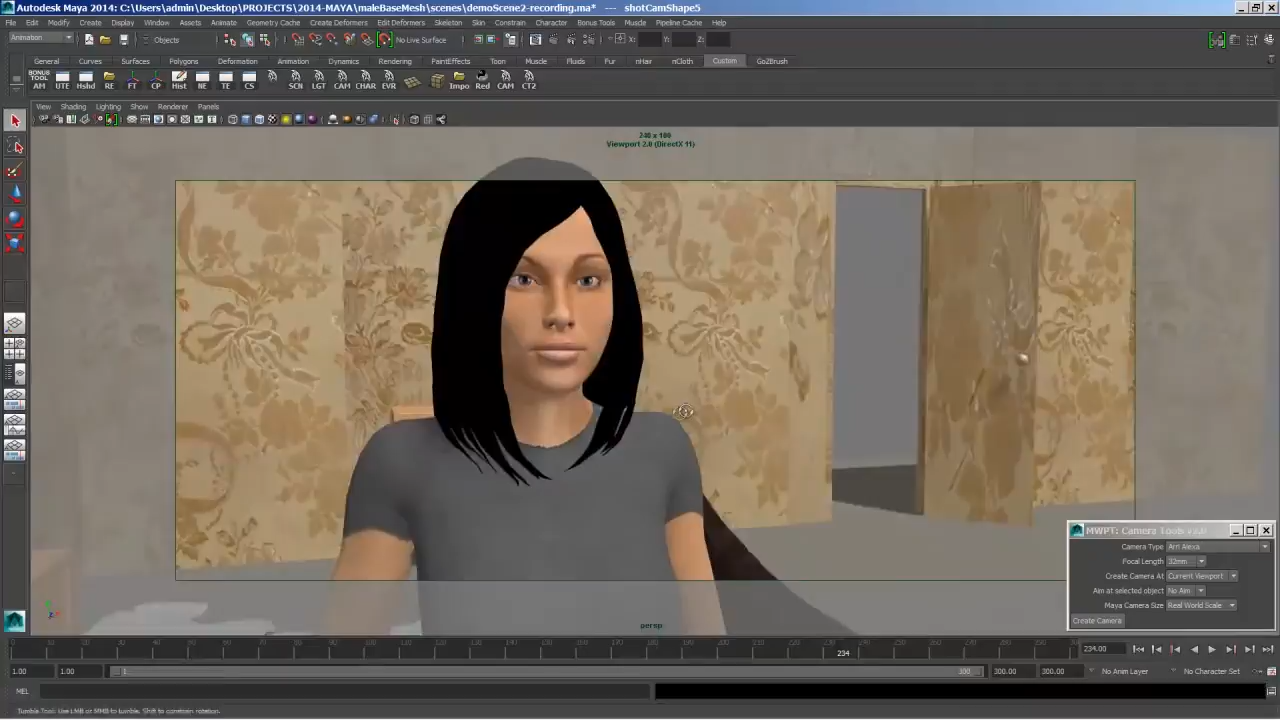 Autodesk Maya 2014: C:\Users\admin\Desktop\PROJECTS\2014-MAYA\maleBaseMesh\scenes\demoScene2-recording.ma* --- shotCamShape5
File Edit Modify Create Display Window Assets Animate Geometry Cache Create Deformers Edit Deformers Skeleton Skin Constrain Character Bonus Tools Muscle Pipeline Cache Help
Animation Objects No Live Surface X: Y: Z:
General Curves Surfaces Polygons Deformation Animation Dynamics Rendering PaintEffects Toon Muscle Fluids Fur nHair nCloth Custom GoZBrush
BONUS TOOL
AM UTE Hshd RE FT CP Hist NE TE CS SCN LGT CAM CHAR EVR Impo Red CAM CT2
View Shading Lighting Show Renderer Panels
Viewport 2.0 (DirectX 11)
MWPT: Camera Tools
Camera Type Arri Alexa
Focal Length 32mm
Create Camera At Current Viewport
Aim at selected object No Aim
Maya Camera Size Real World Scale
Create Camera
persp
234
234.00
1.00 1.00 1 300 300.00 300.00 No Anim Layer No Character Set
MEL
Tumble Tool: Use LMB or MMB to tumble. Shift to constrain rotation.